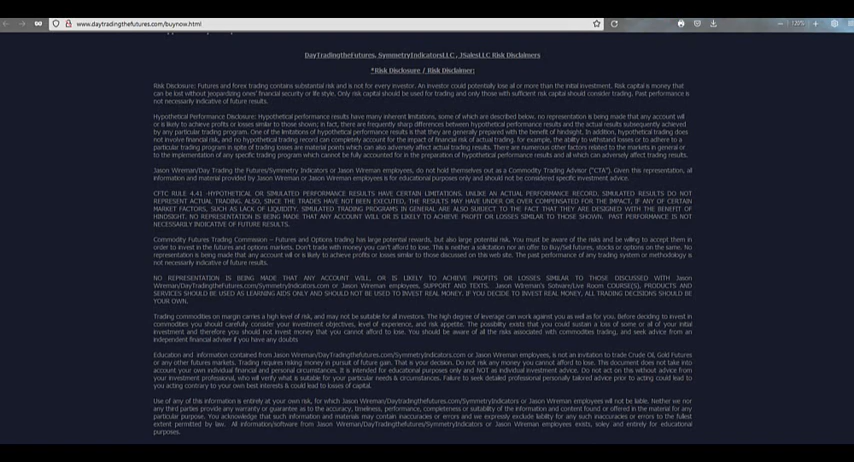 www.daytradingthefutures.com/buynow.html
120%
DayTradingtheFutures, SymmetryIndicatorsLLC, JSalesLLC Risk Disclaimers
*Risk Disclosure / Risk Disclaimer:
Risk Disclosure: Futures and forex trading contains substantial risk and is not for every investor. An investor could potentially lose all or more than the initial investment. Risk capital is money that
can be lost without jeopardizing ones' financial security or life style. Only risk capital should be used for trading and only those with sufficient risk capital should consider trading. Past performance is
not necessarily indicative of future results.
Hypothetical Performance Disclosure: Hypothetical performance results have many inherent limitations, some of which are described below. no representation is being made that any account will
or is likely to achieve profits or losses similar to those shown; in fact, there are frequently sharp differences between hypothetical performance results and the actual results subsequently achieved
by any particular trading program. One of the limitations of hypothetical performance results is that they are generally prepared with the benefit of hindsight. In addition, hypothetical trading does
not involve financial risk, and no hypothetical trading record can completely account for the impact of financial risk of actual trading. for example, the ability to withstand losses or to adhere to a
particular trading program in spite of trading losses are material points which can also adversely affect actual trading results. There are numerous other factors related to the markets in general or
to the implementation of any specific trading program which cannot be fully accounted for in the preparation of hypothetical performance results and all which can adversely affect trading results.
Jason Wireman/Day Trading the Futures/Symmetry Indicators or Jason Wireman employees, do not hold themselves out as a Commodity Trading Advisor ("CTA"). Given this representation, all
information and material provided by Jason Wireman or Jason Wireman employees is for educational purposes only and should not be considered specific investment advice.
CFTC RULE 4.41 -HYPOTHETICAL OR SIMULATED PERFORMANCE RESULTS HAVE CERTAIN LIMITATIONS. UNLIKE AN ACTUAL PERFORMANCE RECORD, SIMULATED RESULTS DO NOT
REPRESENT ACTUAL TRADING. ALSO, SINCE THE TRADES HAVE NOT BEEN EXECUTED, THE RESULTS MAY HAVE UNDER OR OVER COMPENSATED FOR THE IMPACT, IF ANY OF CERTAIN
MARKET FACTORS, SUCH AS LACK OF LIQUIDITY. SIMULATED TRADING PROGRAMS IN GENERAL ARE ALSO SUBJECT TO THE FACT THAT THEY ARE DESIGNED WITH THE BENEFIT OF
HINDSIGHT. NO REPRESENTATION IS BEING MADE THAT ANY ACCOUNT WILL OR IS LIKELY TO ACHIEVE PROFIT OR LOSSES SIMILAR TO THOSE SHOWN. PAST PERFORMANCE IS NOT
NECESSARILY INDICATIVE OF FUTURE RESULTS.
Commodity Futures Trading Commission – Futures and Options trading has large potential rewards, but also large potential risk. You must be aware of the risks and be willing to accept them in
order to invest in the futures and options markets. Don't trade with money you can't afford to lose. This is neither a solicitation nor an offer to Buy/Sell futures, stocks or options on the same. No
representation is being made that any account will or is likely to achieve profits or losses similar to those discussed on this web site. The past performance of any trading system or methodology is
not necessarily indicative of future results.
NO REPRESENTATION IS BEING MADE THAT ANY ACCOUNT WILL, OR IS LIKELY TO ACHIEVE PROFITS OR LOSSES SIMILAR TO THOSE DISCUSSED WITH Jason
Wireman/DayTradingthefutures.com/SymmetryIndicators.com or Jason Wireman employees, SUPPORT AND TEXTS. Jason Wireman's Sotware/Live Room COURSE(S), PRODUCTS AND
SERVICES SHOULD BE USED AS LEARNING AIDS ONLY AND SHOULD NOT BE USED TO INVEST REAL MONEY. IF YOU DECIDE TO INVEST REAL MONEY, ALL TRADING DECISIONS SHOULD BE
YOUR OWN.
Trading commodities on margin carries a high level of risk, and may not be suitable for all investors. The high degree of leverage can work against you as well as for you. Before deciding to invest in
commodities you should carefully consider your investment objectives, level of experience, and risk appetite. The possibility exists that you could sustain a loss of some or all of your initial
investment and therefore you should not invest money that you cannot afford to lose. You should be aware of all the risks associated with commodities trading, and seek advice from an
independent financial adviser if you have any doubts
Education and information contained from Jason Wireman/DayTradingthefutures.com/SymmetryIndicators.com or Jason Wireman employees, is not an invitation to trade Crude Oil, Gold Futures
or any other futures markets. Trading requires risking money in pursuit of future gain. That is your decision. Do not risk any money you cannot afford to lose. This document does not take into
account your own individual financial and personal circumstances. It is intended for educational purposes only and NOT as individual investment advice. Do not act on this without advice from
your investment professional, who will verify what is suitable for your particular needs & circumstances. Failure to seek detailed professional personally tailored advice prior to acting could lead to
you acting contrary to your own best interests & could lead to losses of capital.
Use of any of this information is entirely at your own risk, for which Jason Wireman/Daytradingthefutures.com/SymmetryIndicators or Jason Wireman employees will not be liable. Neither we nor
any third parties provide any warranty or guarantee as to the accuracy, timeliness, performance, completeness or suitability of the information and content found or offered in the material for any
particular purpose. You acknowledge that such information and materials may contain inaccuracies or errors and we expressly exclude liability for any such inaccuracies or errors to the fullest
extent permitted by law. All information/software from Jason Wireman/DayTradingthefutures.com/SymmetryIndicators or Jason Wireman employees exists, soley and entirely for educational
purposes.